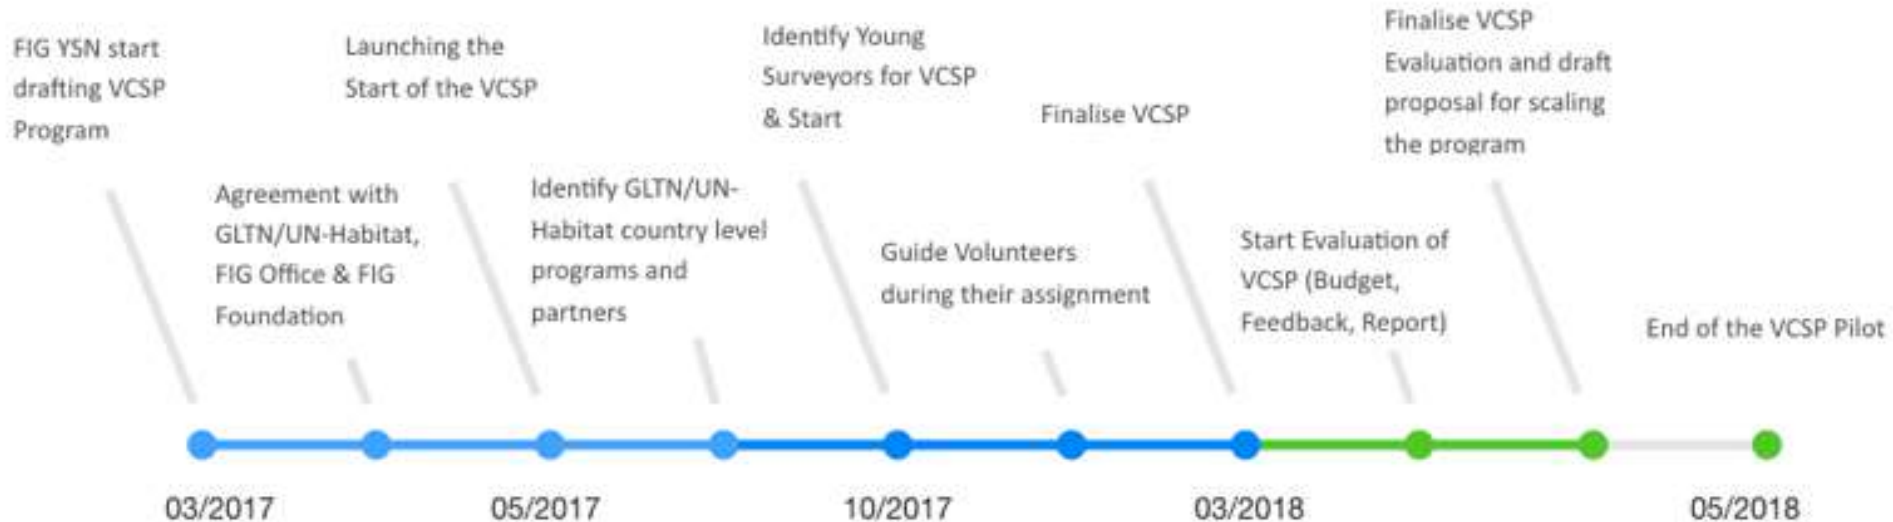 FIG YSN start
drafting VCSP
Program
Agreement with
GLTN/UN-Habitat,
FIG Office & FIG
Foundation
Launching the
Start of the VCSP
Identify GLTN/UN-
Habitat country level
programs and
partners
Identify Young
Surveyors for VCSP
& Start
Guide Volunteers
during their assignment
Finalise VCSP
Start Evaluation of
VCSP (Budget,
Feedback, Report)
Finalise VCSP
Evaluation and draft
proposal for scaling
the program
End of the VCSP Pilot
03/2017
05/2017
10/2017
03/2018
05/2018